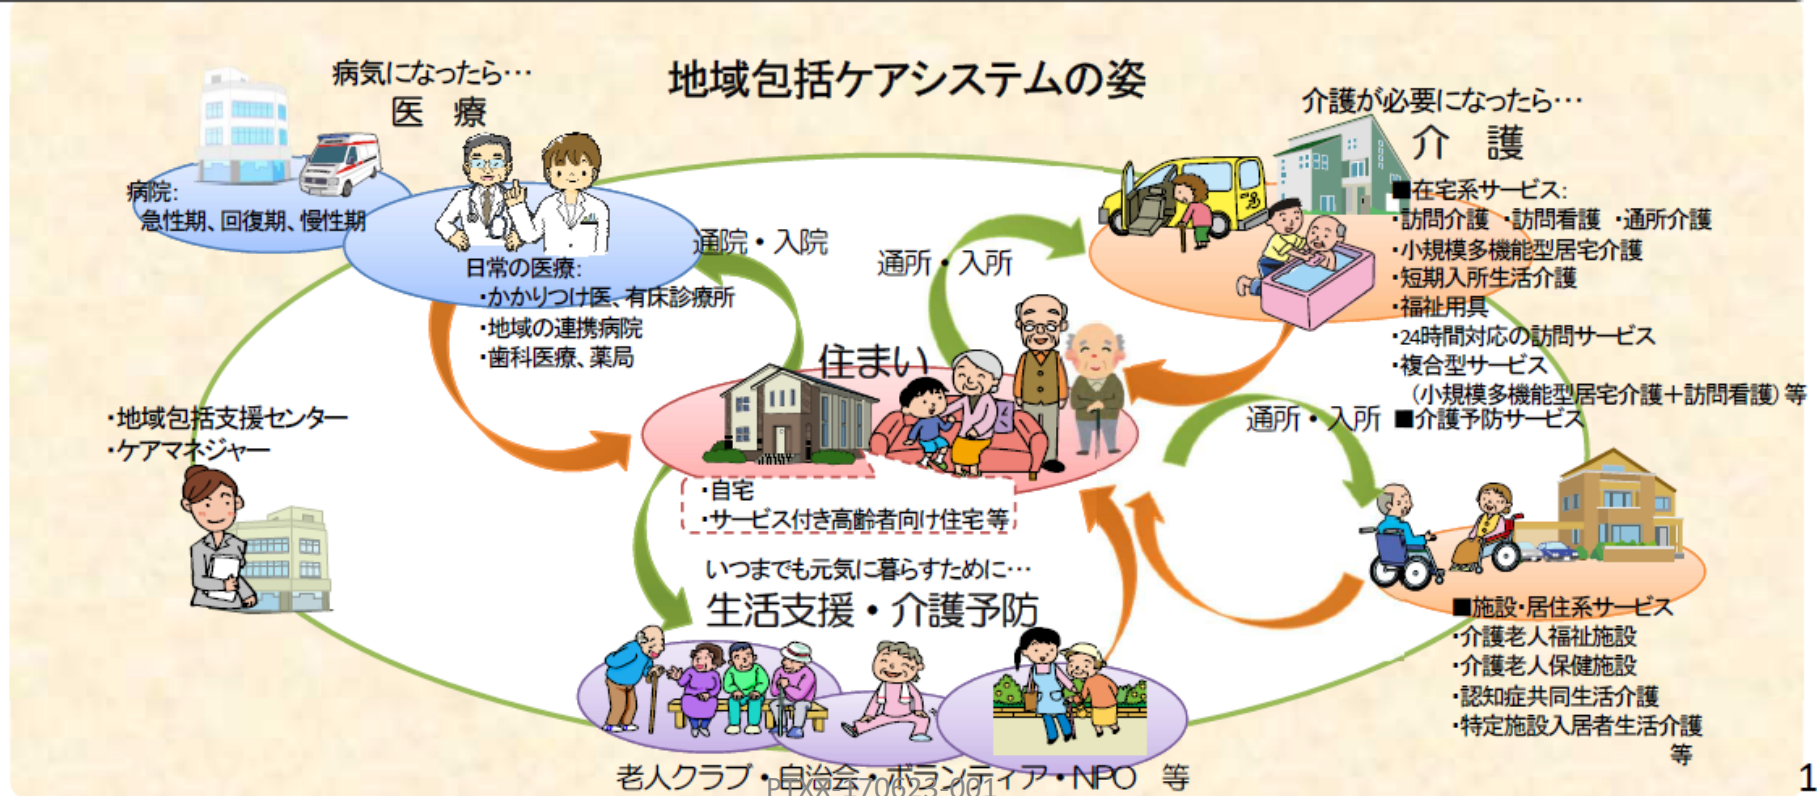 地域包括ケアシステムの姿
病気になったら…
医 療
病院:
急性期、回復期、慢性期
日常の医療:
・かかりつけ医、有床診療所
・地域の連携病院
・歯科医療、薬局
通院・入院
通所・入所
介護が必要になったら…
介 護
■在宅系サービス:
・訪問介護 ・訪問看護 ・通所介護
・小規模多機能型居宅介護
・短期入所生活介護
・福祉用具
・24時間対応の訪問サービス
・複合型サービス
(小規模多機能型居宅介護+訪問看護) 等
■介護予防サービス
通所・入所
住まい
・自宅
・サービス付き高齢者向け住宅 等
・地域包括支援センター
・ケアマネジャー
いつまでも元気に暮らすために…
生活支援・介護予防
■施設・居住系サービス
・介護老人福祉施設
・介護老人保健施設
・認知症共同生活介護
・特定施設入居者生活介護
等
老人クラブ・自治会・ボランティア・NPO 等
PTXX-170623-001
1